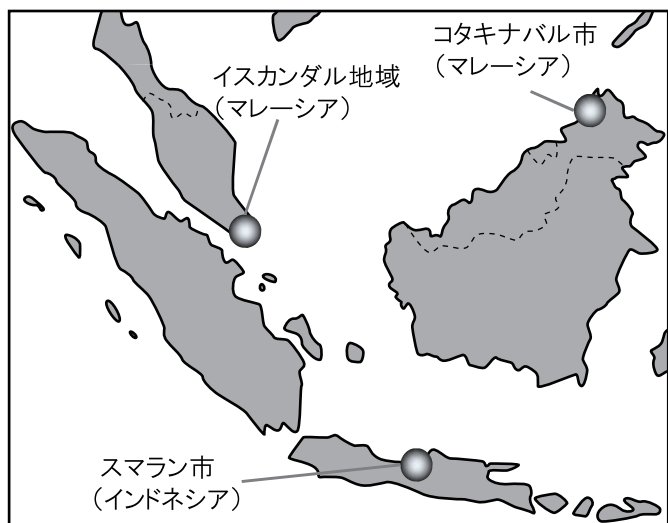 コタキナバル市
（マレーシア）
イスカンダル地域
（マレーシア）
スマラン市
（インドネシア）